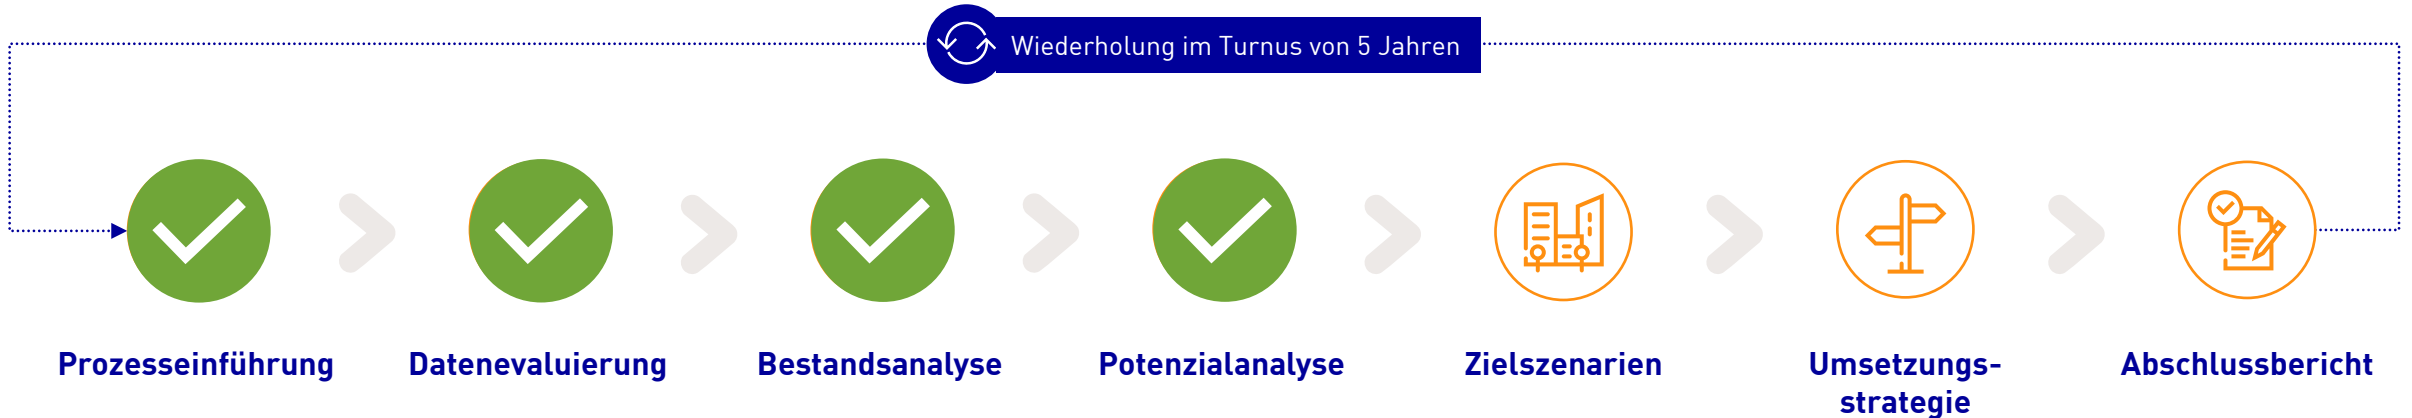 Wiederholung im Turnus von 5 Jahren
Prozesseinführung
Datenevaluierung
Bestandsanalyse
Potenzialanalyse
Zielszenarien
Umsetzungs-
strategie
Abschlussbericht